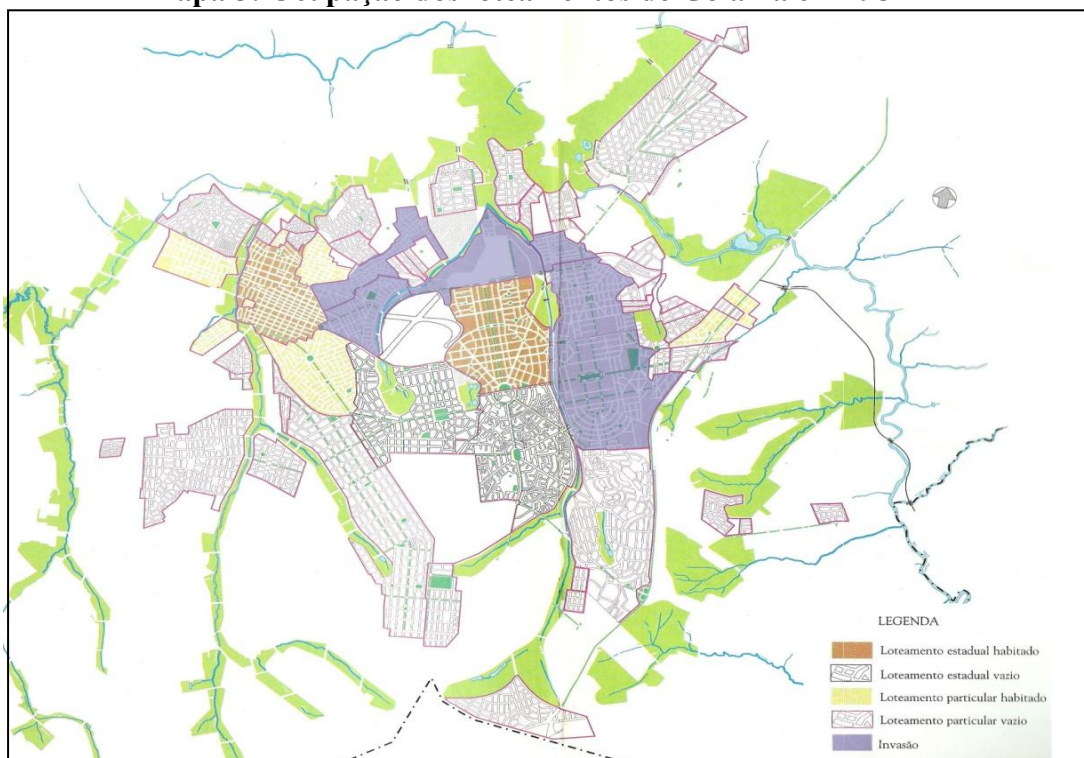 LEGENDA
Loteamento estadual habitado
Loteamento estadual vazio
Loteamento particular habitado
Loteamento particular vazio
Invasão